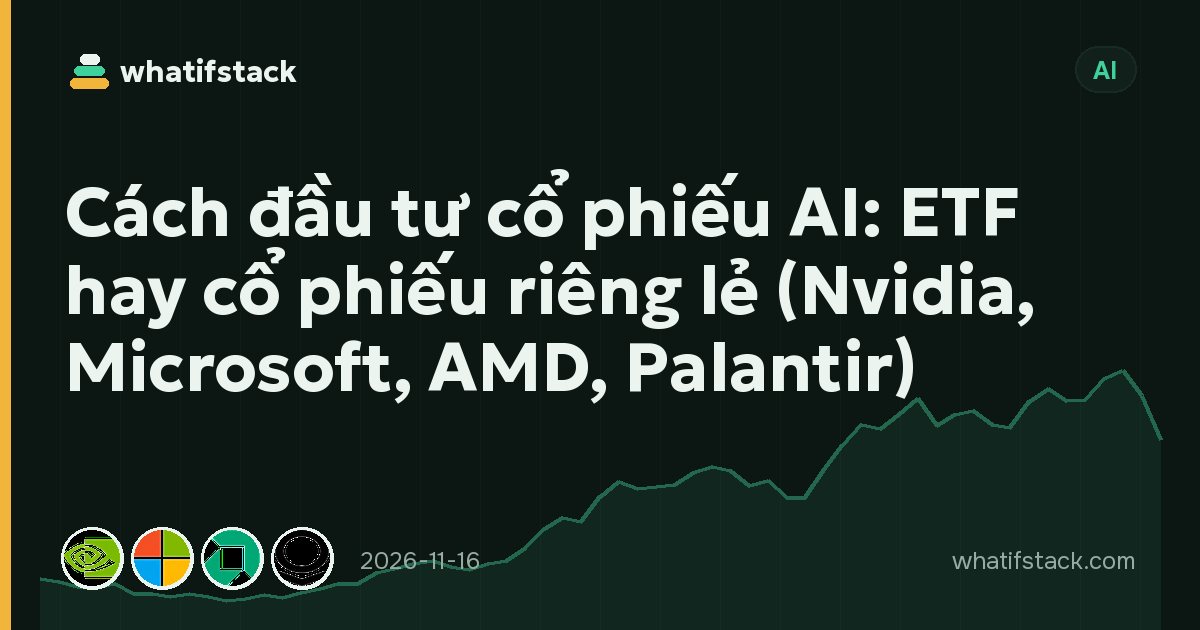 whatifstack
AI
Cách đầu tư cổ phiếu AI: ETF
hay cổ phiếu riêng lẻ (Nvidia,
Microsoft, AMD, Palantir)
2026-11-16
whatifstack.com